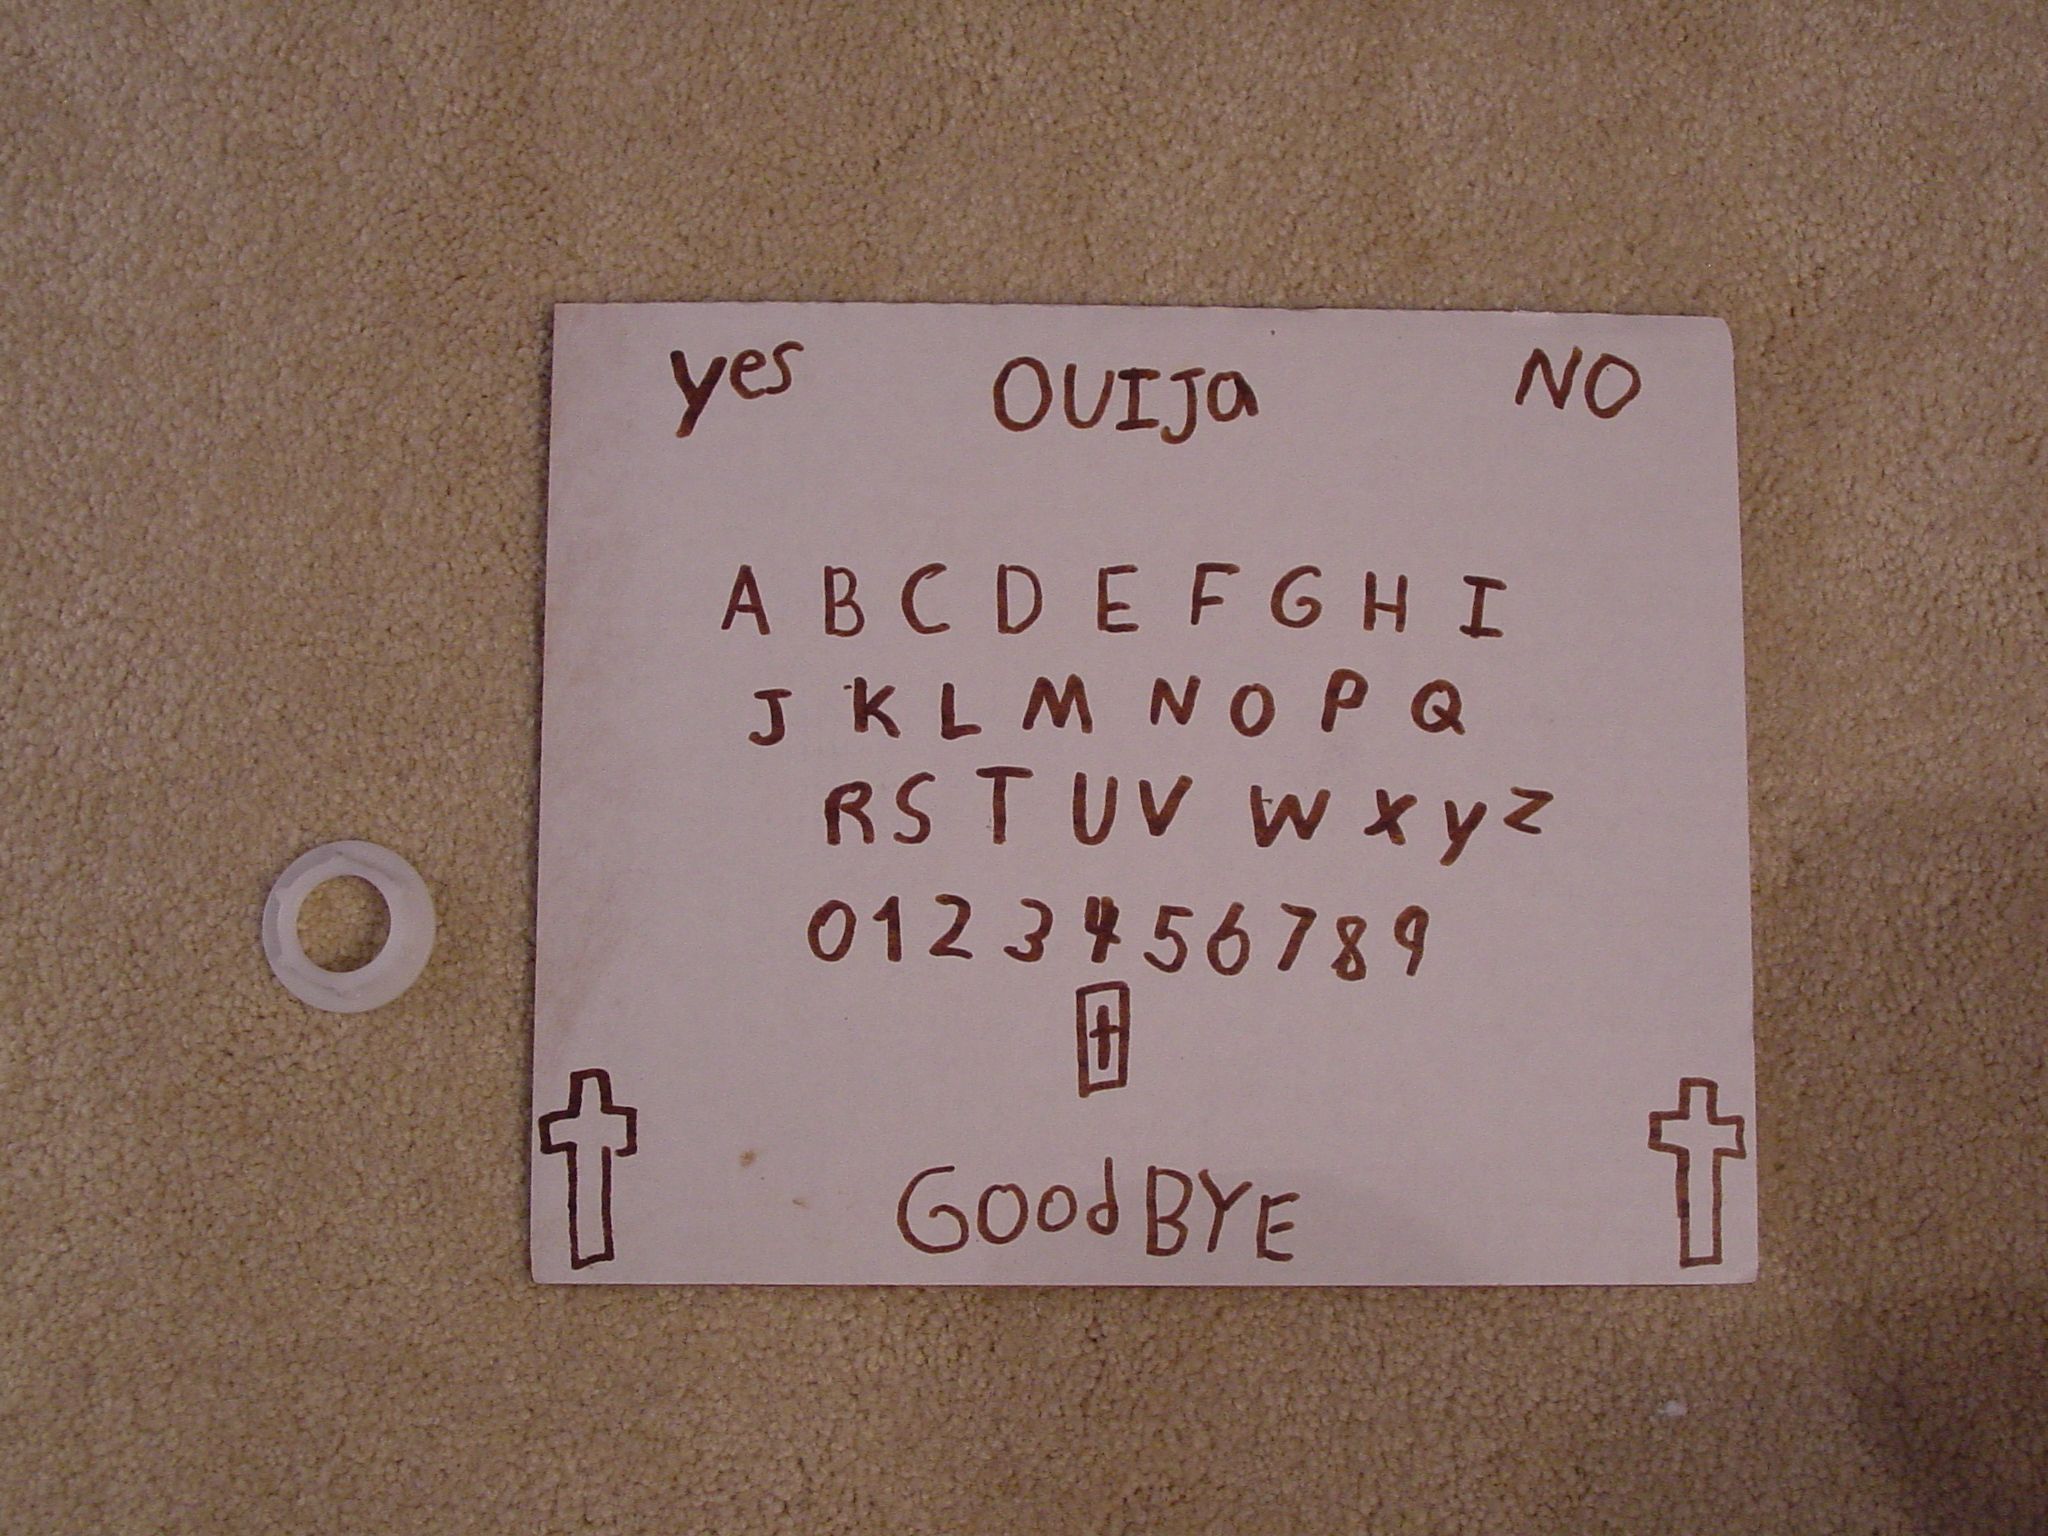 yes OUIJa NO
A B C D E F G H I
J K L M N O P Q
R S T U V W X y Z
0 1 2 3 4 5 6 7 8 9
GoodBYE